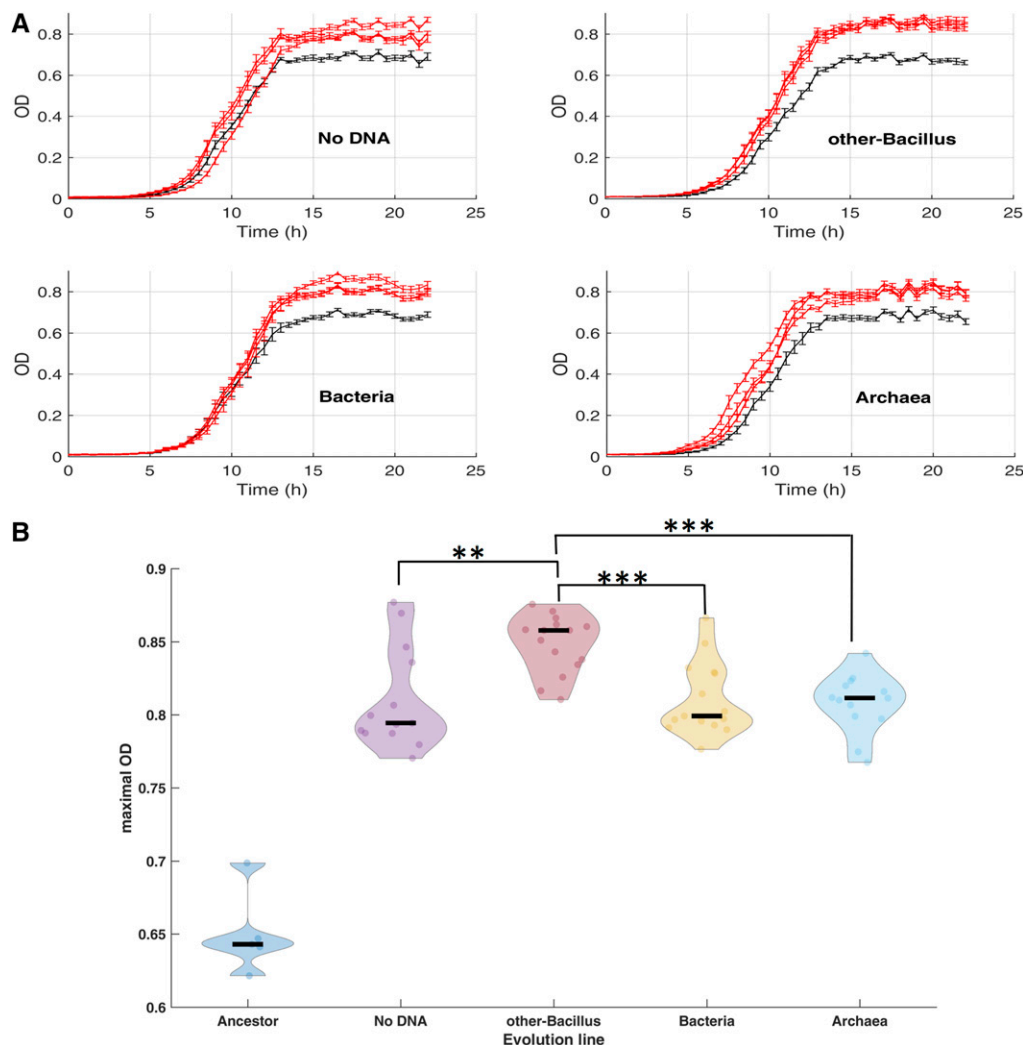 A
OD
0.8
0.6
0.4
0.2
0
No DNA
0 5 10 15 20 25
Time (h)
OD
0.8
0.6
0.4
0.2
0
other-Bacillus
0 5 10 15 20 25
Time (h)
OD
0.8
0.6
0.4
0.2
0
Bacteria
0 5 10 15 20 25
Time (h)
OD
0.8
0.6
0.4
0.2
0
Archaea
0 5 10 15 20 25
Time (h)
B
***
**
***
maximal OD
0.9
0.85
0.8
0.75
0.7
0.65
0.6
Ancestor No DNA other-Bacillus Bacteria Archaea
Evolution line